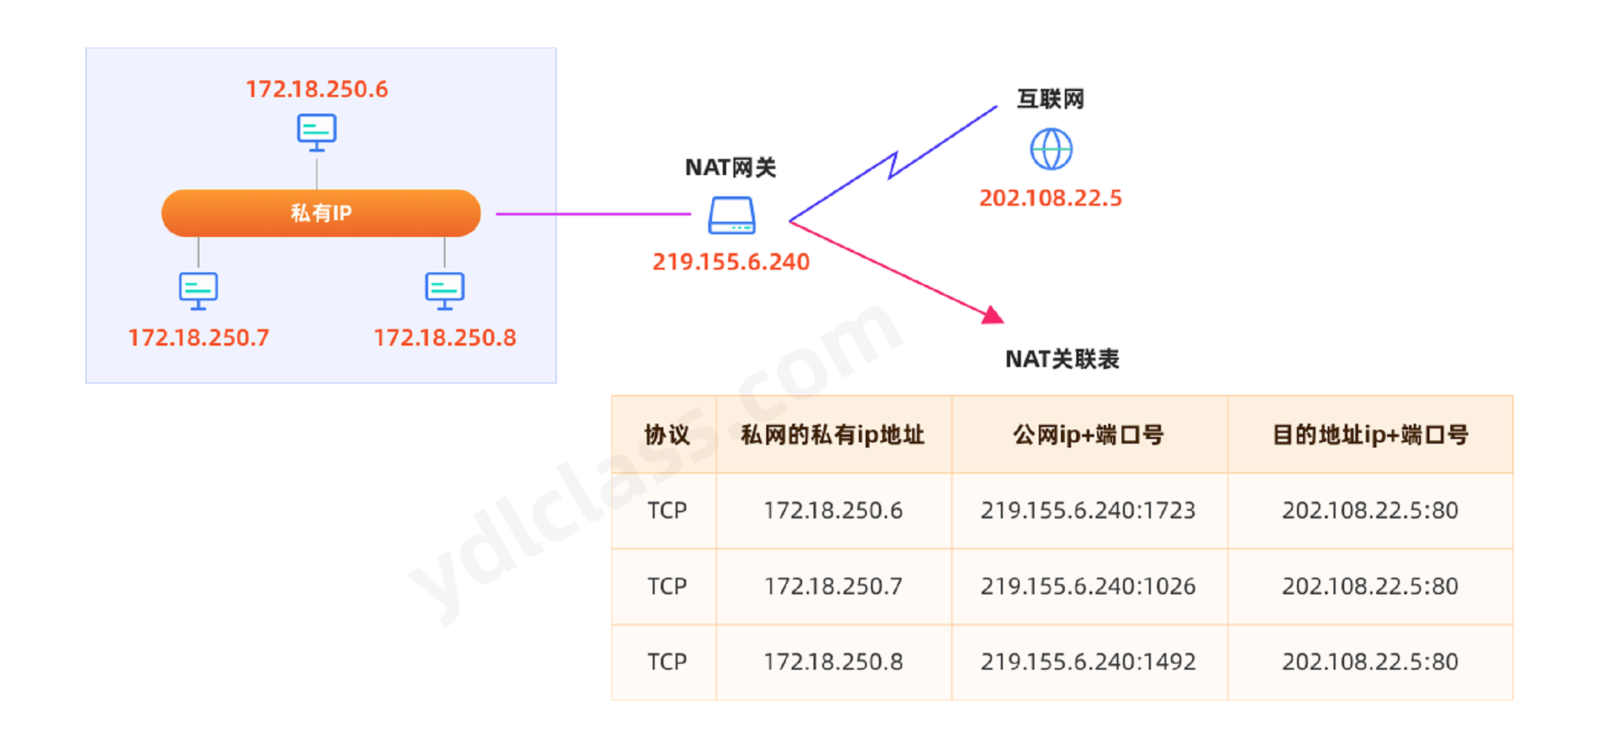 172.18.250.6
私有IP
172.18.250.7
172.18.250.8
NAT网关
219.155.6.240
互联网
202.108.22.5
NAT关联表
协议 私网的私有ip地址 公网ip+端口号 目的地址ip+端口号
TCP 172.18.250.6 219.155.6.240:1723 202.108.22.5:80
TCP 172.18.250.7 219.155.6.240:1026 202.108.22.5:80
TCP 172.18.250.8 219.155.6.240:1492 202.108.22.5:80
ydlclass.com